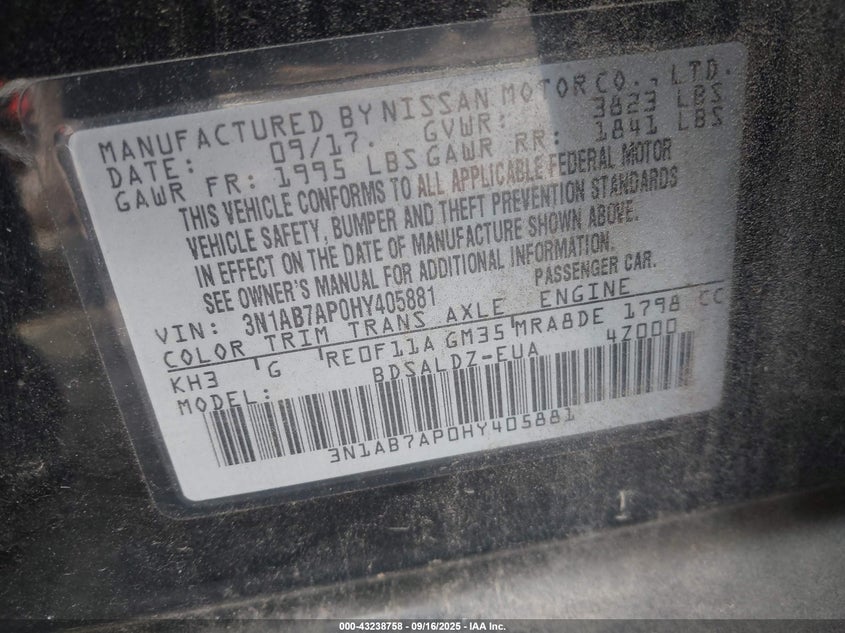 MANUFACTURED BY NISSAN MOTOR CO., LTD.
DATE: 09/17. GVWR: 3823 LBS
GAWR FR: 1995 LBS GAWR RR: 1841 LBS
THIS VEHICLE CONFORMS TO ALL APPLICABLE FEDERAL MOTOR
VEHICLE SAFETY, BUMPER AND THEFT PREVENTION STANDARDS
IN EFFECT ON THE DATE OF MANUFACTURE SHOWN ABOVE.
SEE OWNER'S MANUAL FOR ADDITIONAL INFORMATION.
VIN: 3N1AB7AP0HY405881 PASSENGER CAR.
COLOR TRIM TRANS AXLE ENGINE
KH3 G RE0F11A GM35 MRA8DE 1798 CC
MODEL: BDSALDZ-EUA 4Z000
3N1AB7AP0HY405881
000-43238758 - 09/16/2025 - IAA Inc.